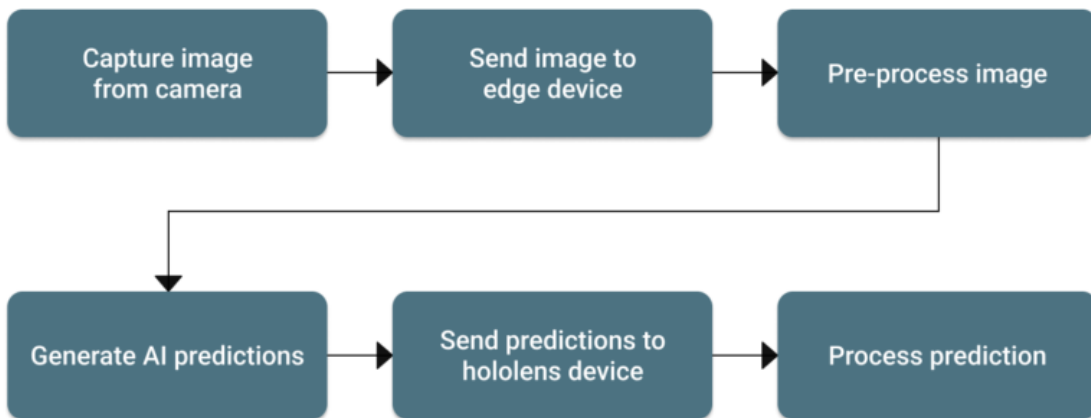 Capture image
from camera
Send image to
edge device
Pre-process image
Generate AI predictions
Send predictions to
hololens device
Process prediction